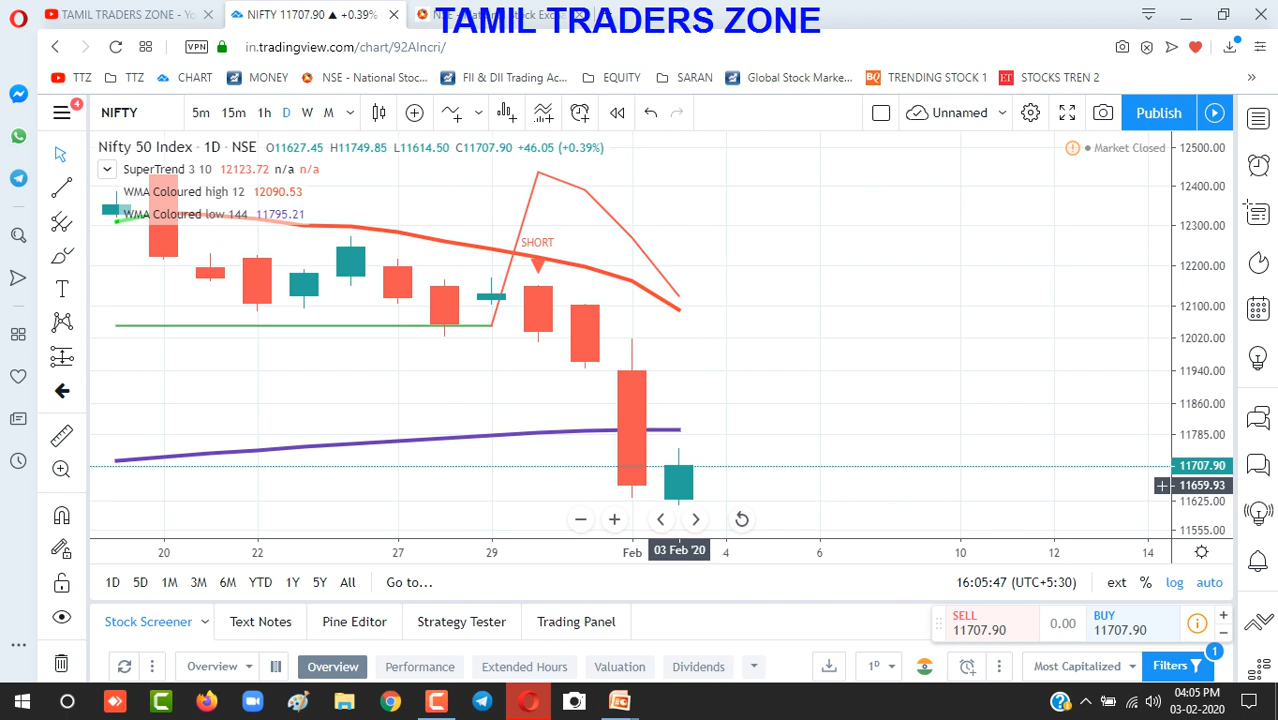 TAMIL TRADERS ZONE - Yo
NIFTY 11707.90 ▲ +0.39%
TAMIL TRADERS ZONE
VPN
in.tradingview.com/chart/92AIncri/
TTZ
TTZ
CHART
MONEY
NSE - National Stoc...
FII & DII Trading Ac...
EQUITY
SARAN
Global Stock Marke...
BQ
TRENDING STOCK 1
ET
STOCKS TREN 2
4
NIFTY
5m 15m 1h D W M
Unnamed
Publish
Nifty 50 Index · 1D · NSE O11627.45 H11749.85 L11614.50 C11707.90 +46.05 (+0.39%)
Market Closed
SuperTrend 3 10 12123.72 n/a n/a
WMA Coloured high 12 12090.53
WMA Coloured low 144 11795.21
SHORT
12500.00
12400.00
12300.00
12200.00
12100.00
12020.00
11940.00
11860.00
11785.00
11707.90
11659.93
11625.00
11555.00
20 22 27 29 Feb 03 Feb '20 4 6 10 12 14
1D 5D 1M 3M 6M YTD 1Y 5Y All Go to...
16:05:47 (UTC+5:30) ext % log auto
Stock Screener Text Notes Pine Editor Strategy Tester Trading Panel
SELL
11707.90
0.00
BUY
11707.90
Overview Overview Performance Extended Hours Valuation Dividends
1D
Most Capitalized
Filters
1
04:05 PM
3-02-2020